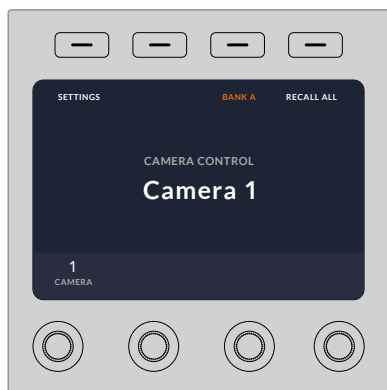 SETTINGS BANK A RECALL ALL
CAMERA CONTROL
Camera 1
1
CAMERA